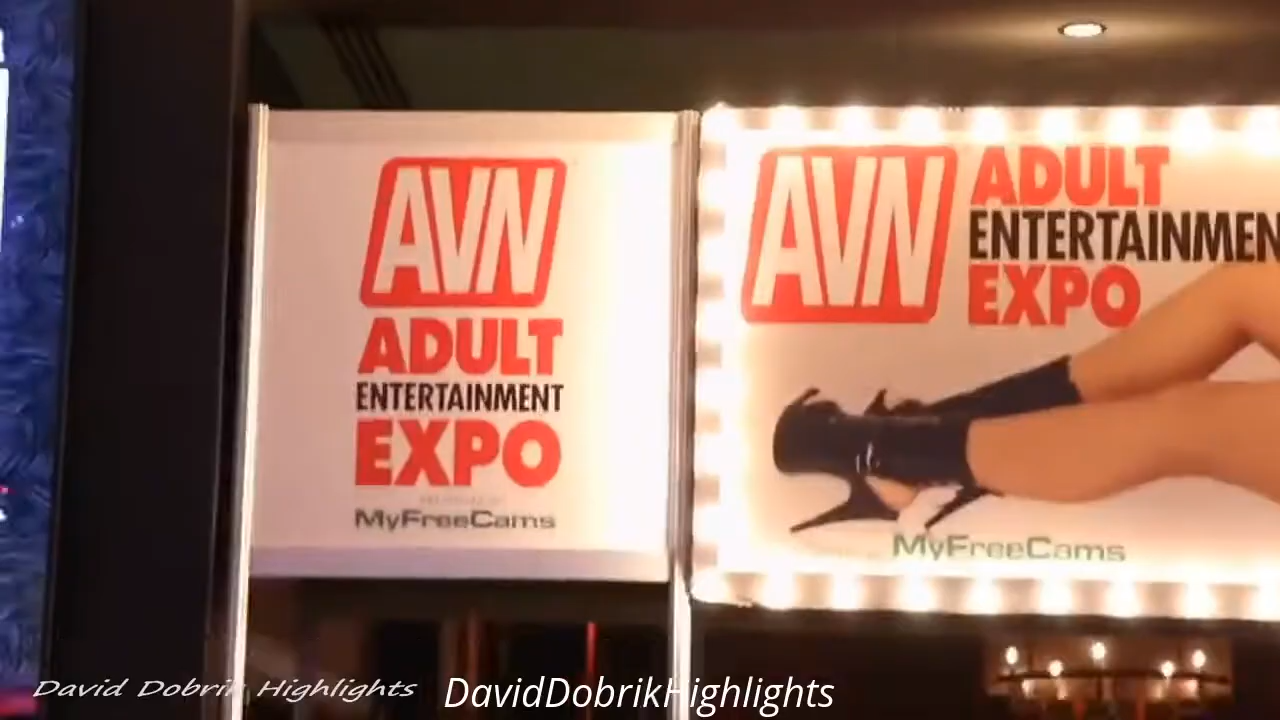 AVN
ADULT
ENTERTAINMENT
EXPO
MyFreeCams
AVN
ADULT
ENTERTAINMEN
EXPO
MyFreeCams
David Dobrik Highlights
DavidDobrikHighlights